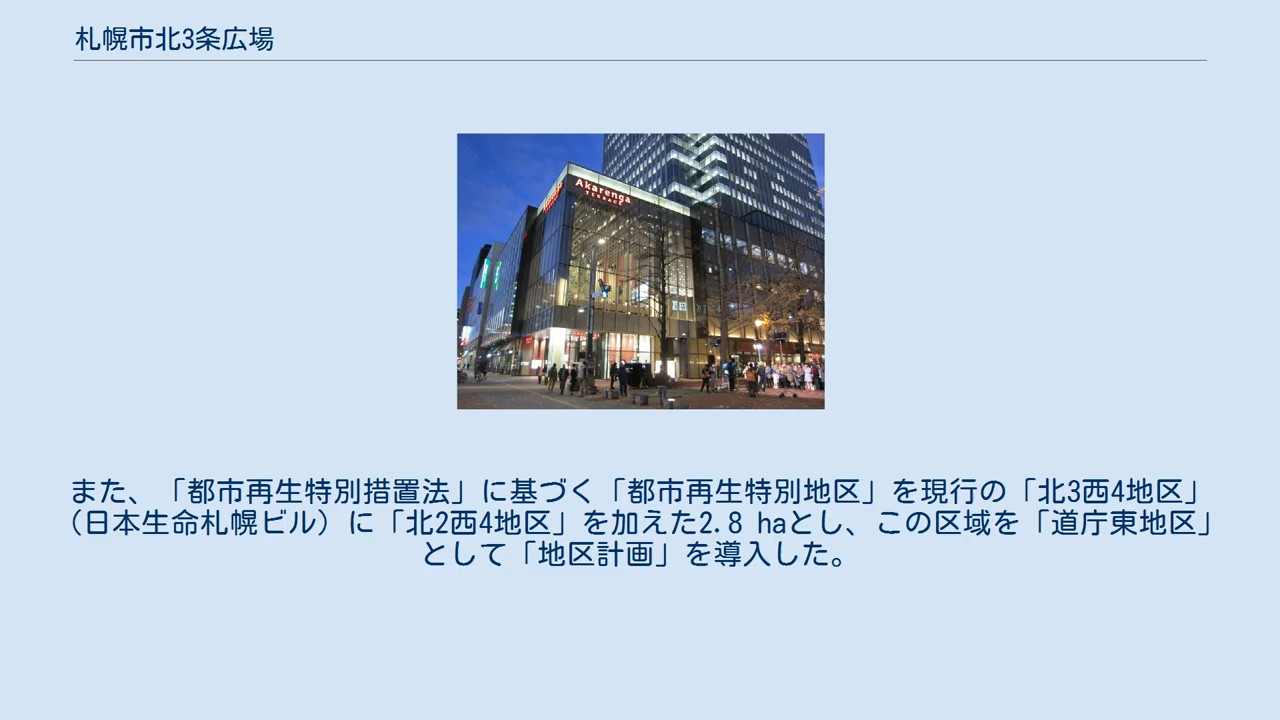 札幌市北3条広場
Akarenga
TERRACE
また、「都市再生特別措置法」に基づく「都市再生特別地区」を現行の「北3西4地区」
(日本生命札幌ビル) に「北2西4地区」を加えた2.8 haとし、この区域を「道庁東地区」
として「地区計画」を導入した。